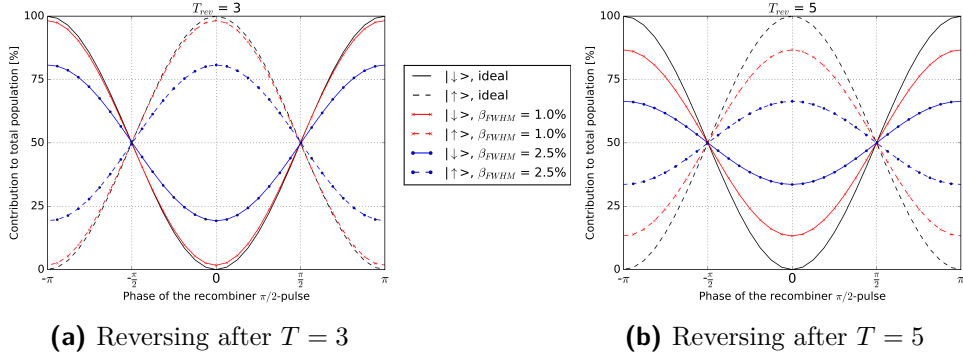 T_rev = 3
Contribution to total population [%]
100
75
50
25
0
-π
-π/2
0
π/2
π
Phase of the recombiner π/2-pulse
|↓>, ideal
|↑>, ideal
|↓>, β_FWHM = 1.0%
|↑>, β_FWHM = 1.0%
|↓>, β_FWHM = 2.5%
|↑>, β_FWHM = 2.5%
T_rev = 5
Contribution to total population [%]
100
75
50
25
0
-π
-π/2
0
π/2
π
Phase of the recombiner π/2-pulse
(a) Reversing after T = 3
(b) Reversing after T = 5